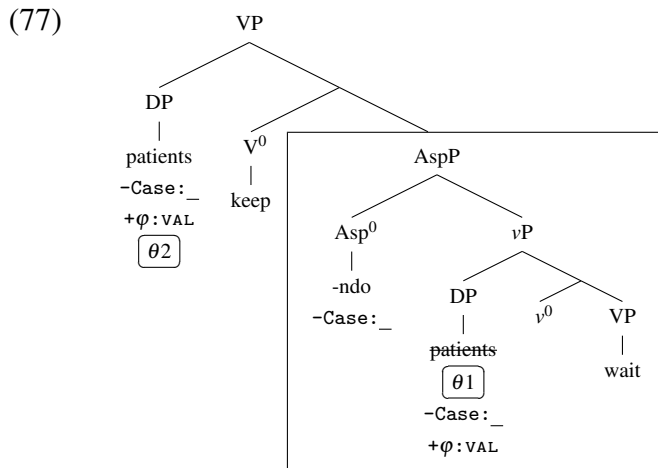 (77)
VP
DP
V⁰
AspP
patients
-Case:_
+φ:VAL
θ2
keep
Asp⁰
vP
-ndo
-Case:_
DP
v⁰
VP
patients
θ1
-Case:_
+φ:VAL
wait